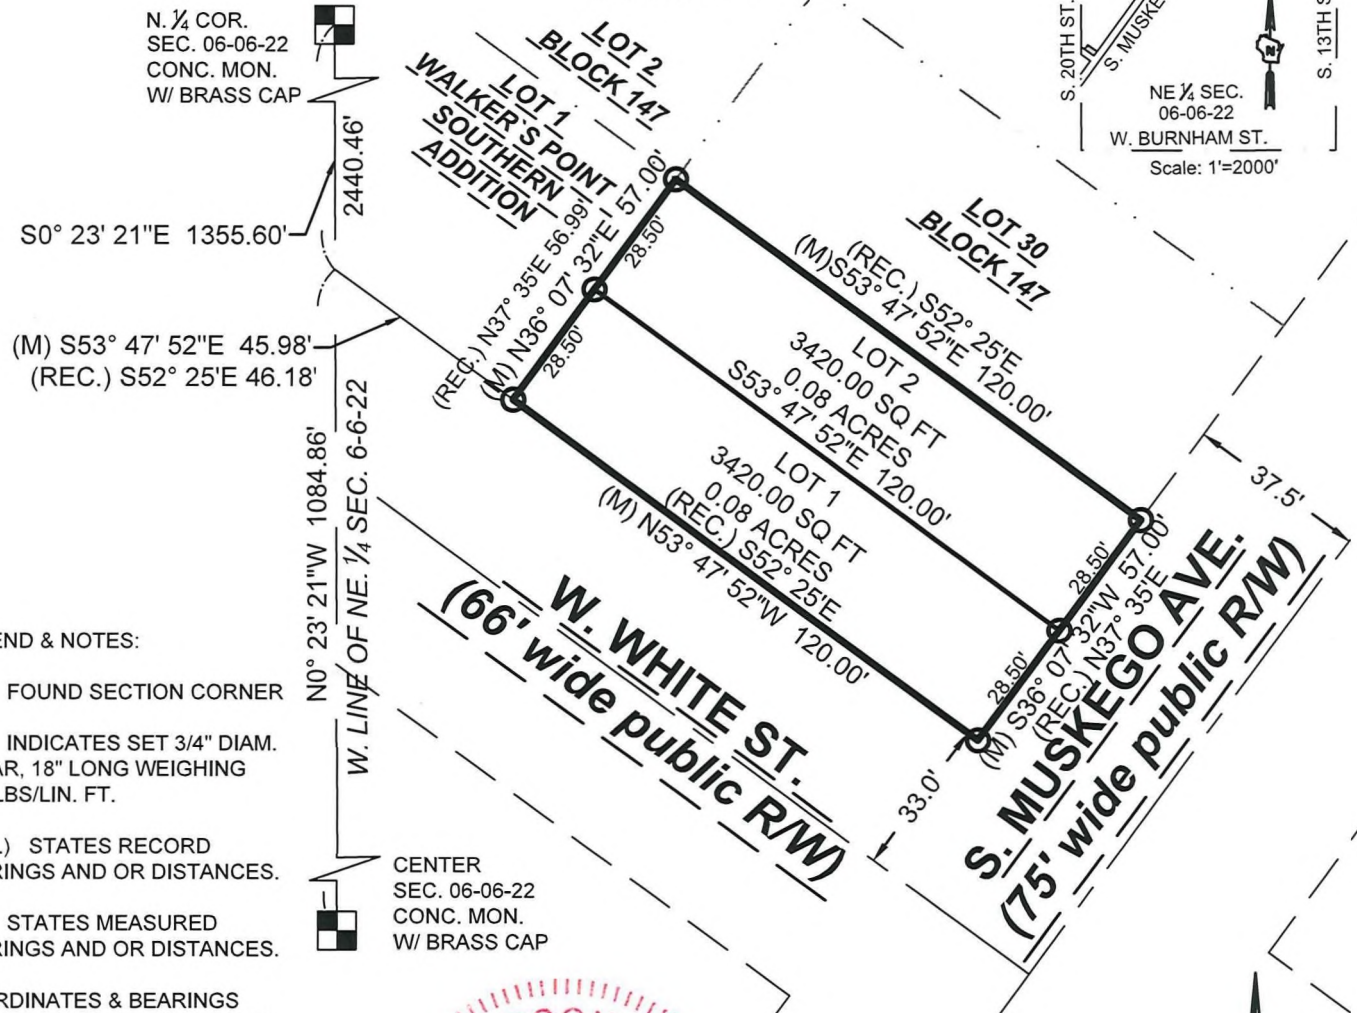 N. ¼ COR.
SEC. 06-06-22
CONC. MON.
W/ BRASS CAP
2440.46'
S0° 23' 21"E 1355.60'
(M) S53° 47' 52"E 45.98'
(REC.) S52° 25'E 46.18'
N0° 23' 21"W 1084.86'
W. LINE OF NE. ¼ SEC. 6-6-22
LOT 2
BLOCK 147
LOT 1
WALKER'S POINT
SOUTHERN
ADDITION
(REC.) N37° 35'E 56.99'
(M) N36° 07' 32"E 57.00'
28.50'
28.50'
LOT 30
BLOCK 147
(REC.) S52° 25'E
(M)S53° 47' 52"E 120.00'
LOT 2
3420.00 SQ FT
0.08 ACRES
S53° 47' 52"E 120.00'
LOT 1
3420.00 SQ FT
0.08 ACRES
(REC.) S52° 25'E
(M) N53° 47' 52"W 120.00'
28.50'
28.50'
(M) S36° 07' 32"W 57.00'
(REC.) N37° 35'E
37.5'
33.0'
W. WHITE ST.
(66' wide public R/W)
S. MUSKEGO AVE.
(75' wide public R/W)
S. 20TH ST.
S. MUSKE
S. 13TH S
N
NE ¼ SEC.
06-06-22
W. BURNHAM ST.
Scale: 1'=2000'
END & NOTES:
FOUND SECTION CORNER
INDICATES SET 3/4" DIAM.
AR, 18" LONG WEIGHING
LBS/LIN. FT.
.) STATES RECORD
RINGS AND OR DISTANCES.
STATES MEASURED
RINGS AND OR DISTANCES.
RDINATES & BEARINGS
CENTER
SEC. 06-06-22
CONC. MON.
W/ BRASS CAP